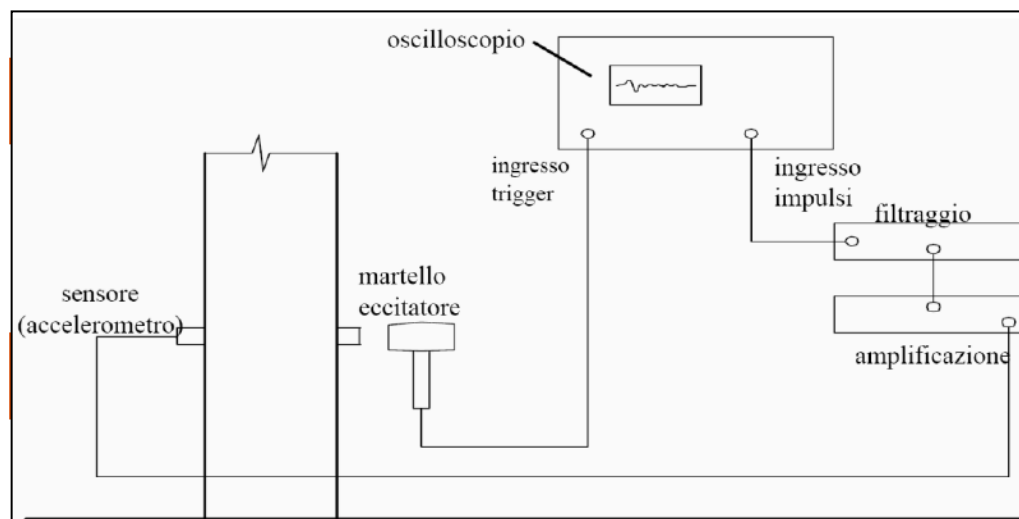 oscilloscopio
ingresso
trigger
ingresso
impulsi
filtraggio
martello
eccitatore
sensore
(accelerometro)
amplificazione